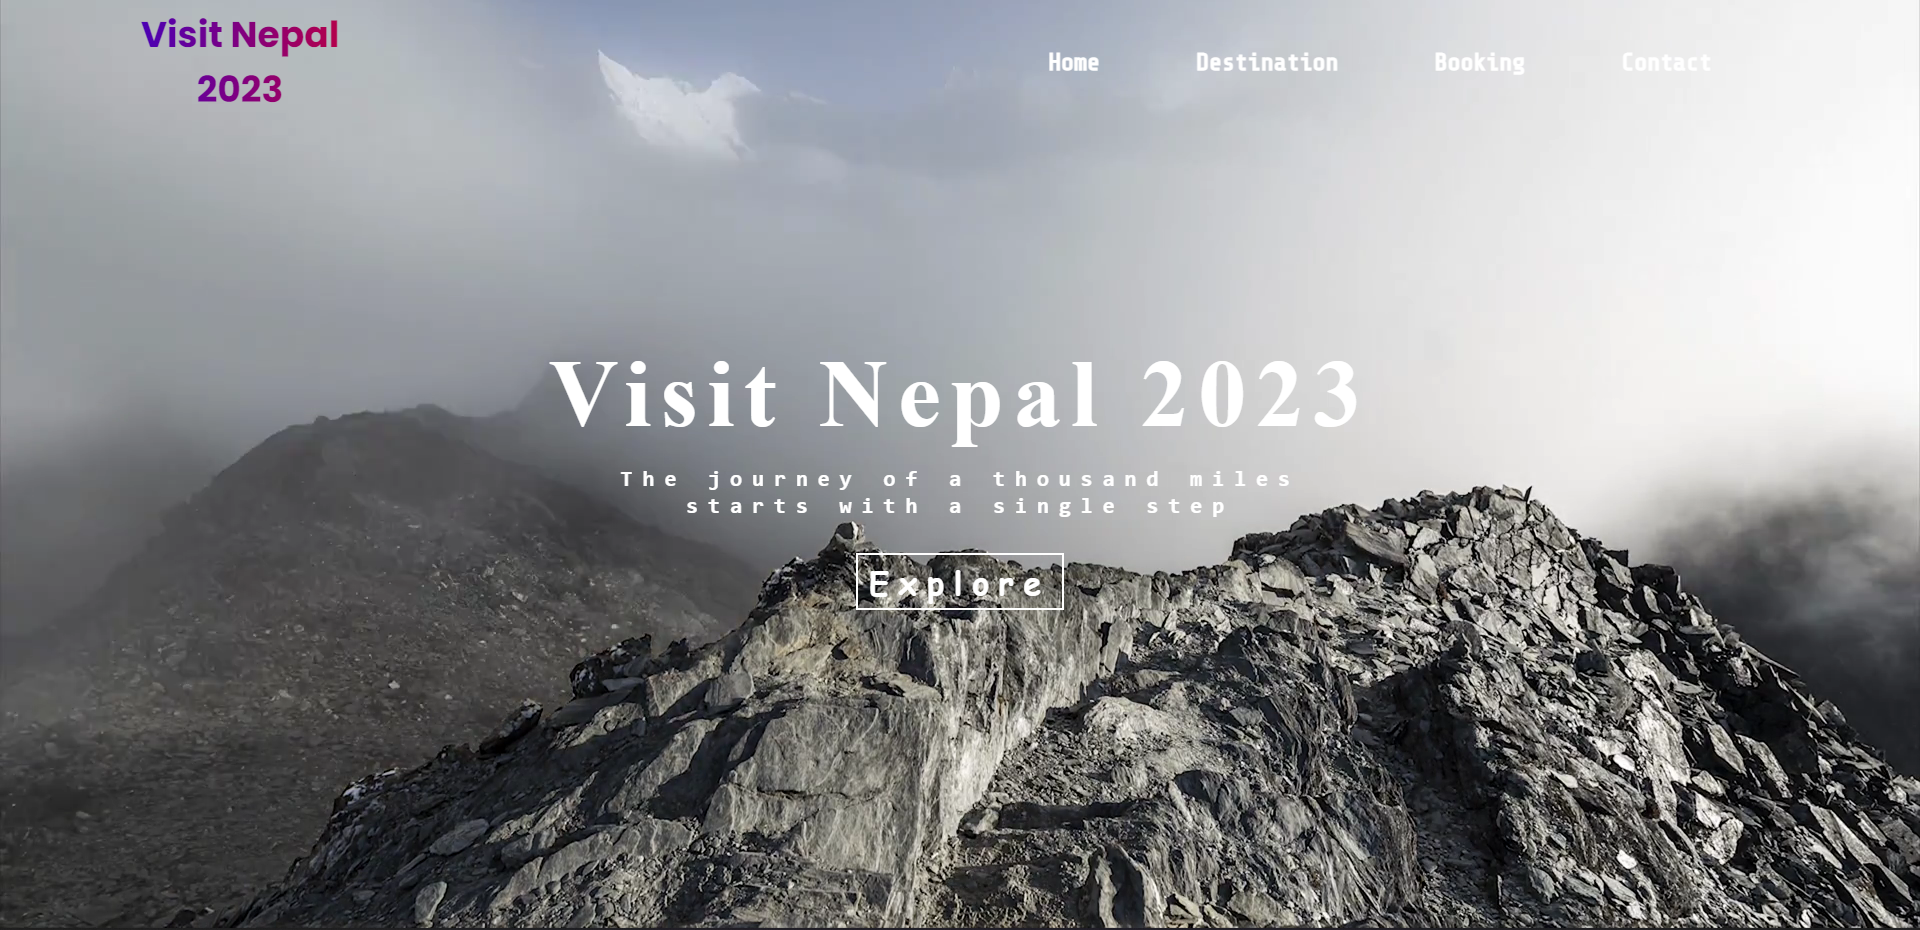 Visit Nepal
2023
Home
Destination
Booking
Contact
Visit Nepal 2023
The journey of a thousand miles
starts with a single step
Explore